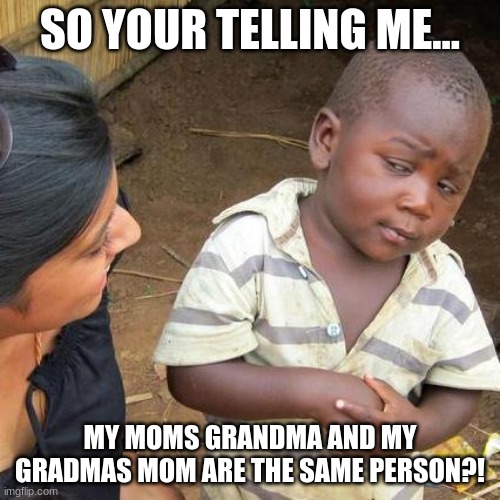 SO YOUR TELLING ME...
MY MOMS GRANDMA AND MY
GRADMAS MOM ARE THE SAME PERSON?!
imgflip.com